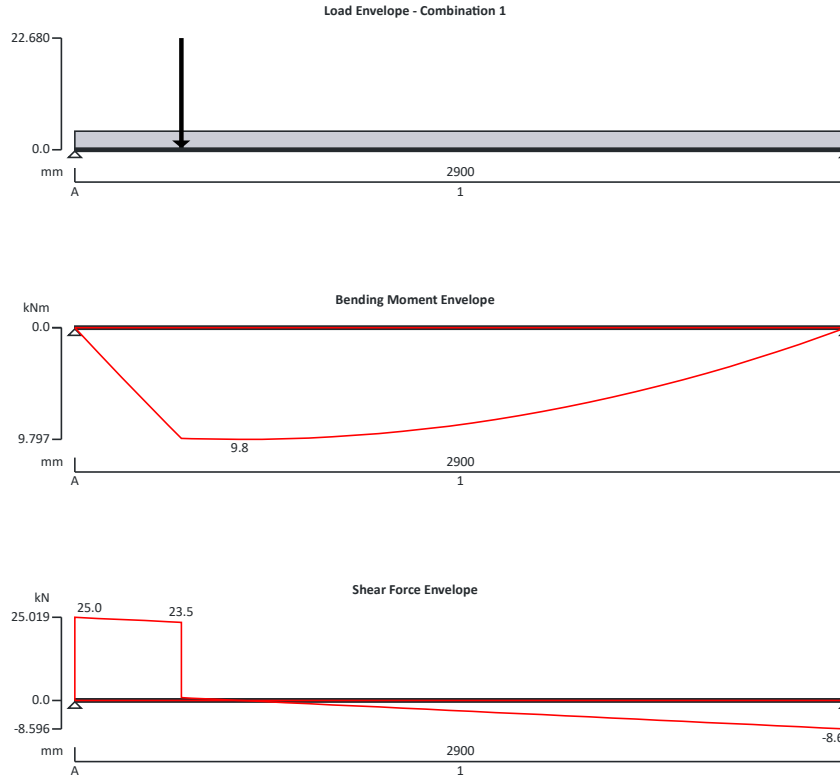 Load Envelope - Combination 1
22.680
0.0
mm
2900
A
1
Bending Moment Envelope
kNm
0.0
9.797
9.8
mm
2900
A
1
Shear Force Envelope
kN
25.019
25.0
23.5
0.0
-8.596
-8.6
mm
2900
A
1